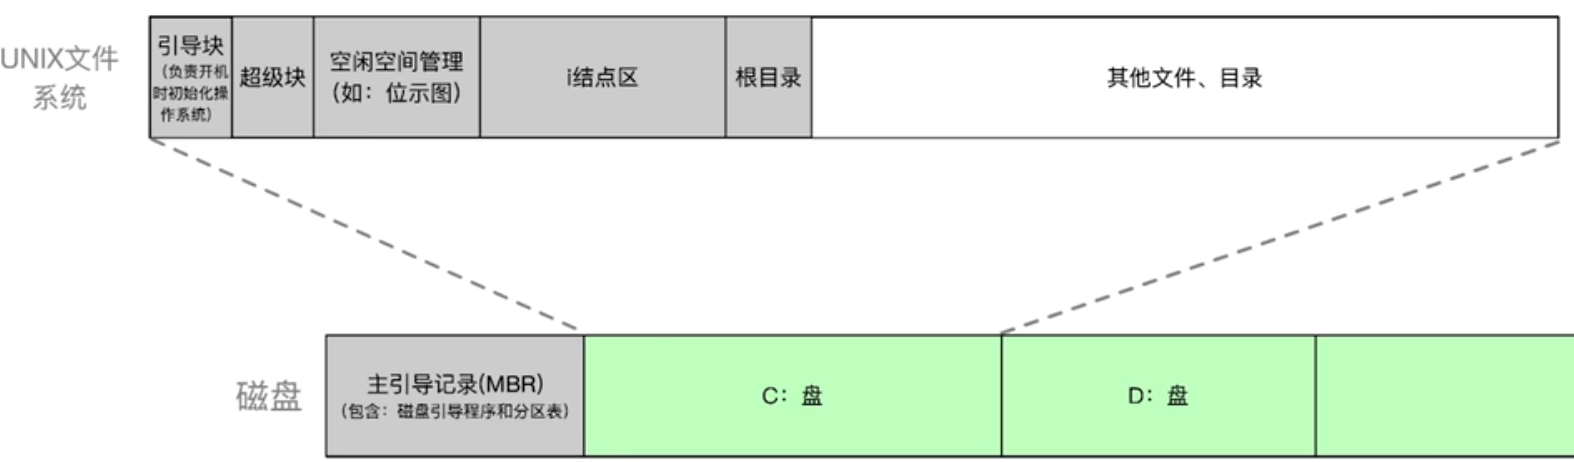 UNIX文件
系统
引导块
（负责开机
时初始化操
作系统）
超级块
空闲空间管理
(如：位示图)
i结点区
根目录
其他文件、目录
磁盘
主引导记录(MBR)
（包含：磁盘引导程序和分区表）
C：盘
D：盘